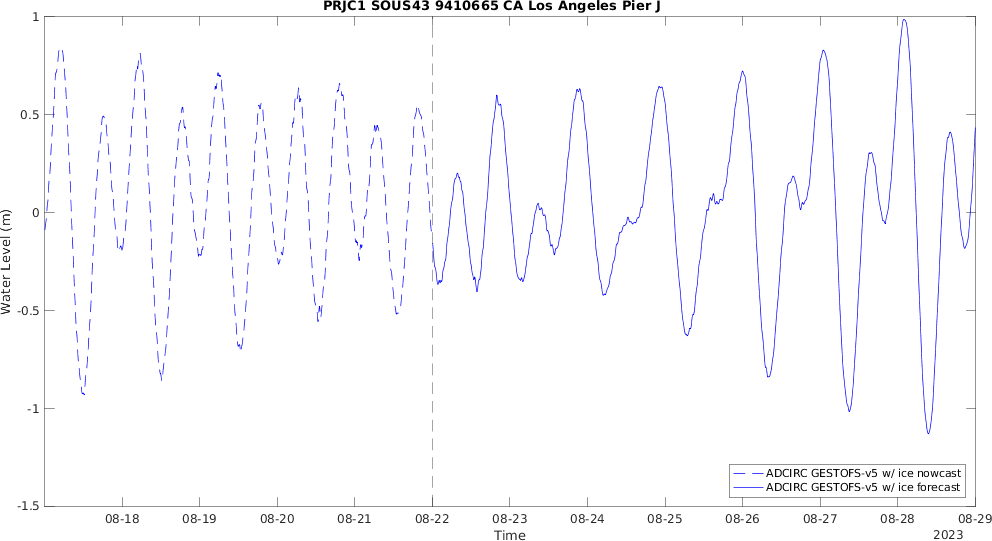 PRJC1 SOUS43 9410665 CA Los Angeles Pier J
Water Level (m)
1
0.5
0
-0.5
-1
-1.5
ADCIRC GESTOFS-v5 w/ ice nowcast
ADCIRC GESTOFS-v5 w/ ice forecast
08-18 08-19 08-20 08-21 08-22 08-23 08-24 08-25 08-26 08-27 08-28 08-29
Time
2023